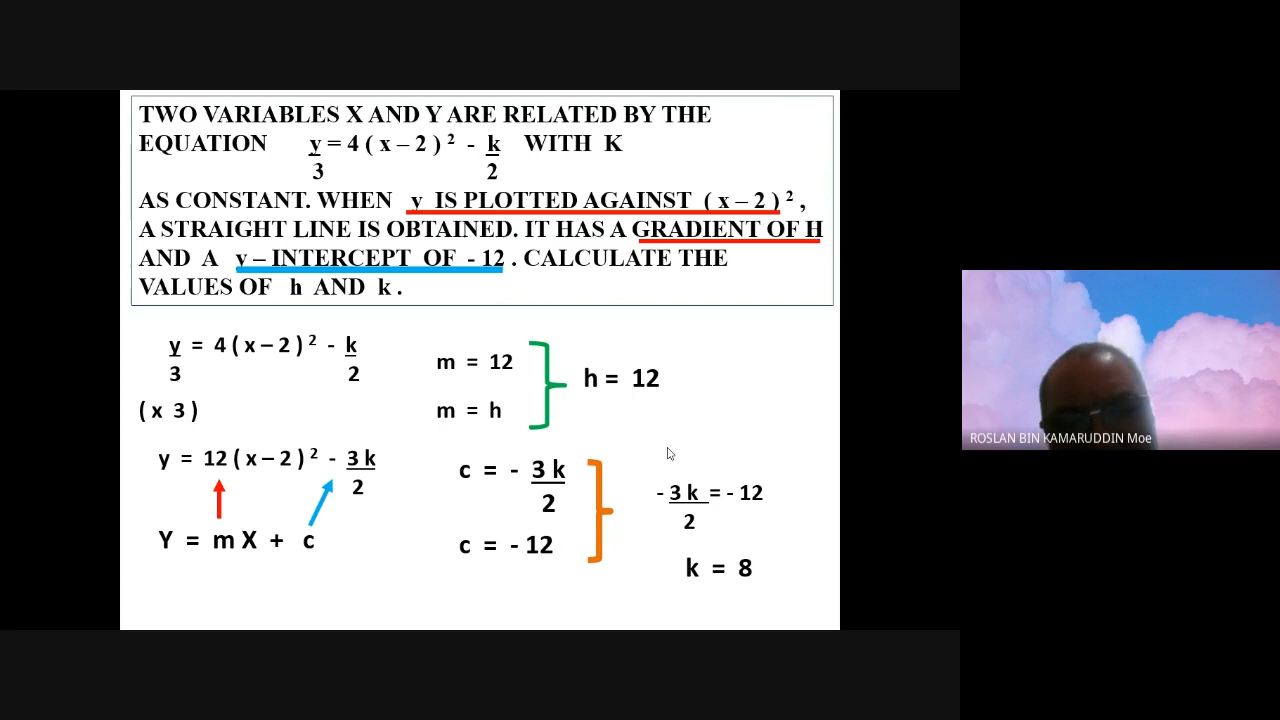 TWO VARIABLES X AND Y ARE RELATED BY THE
EQUATION y = 4 ( x – 2 ) ² - k WITH K
3 2
AS CONSTANT. WHEN y IS PLOTTED AGAINST ( x – 2 ) ² ,
A STRAIGHT LINE IS OBTAINED. IT HAS A GRADIENT OF H
AND A y – INTERCEPT OF - 12 . CALCULATE THE
VALUES OF h AND k .
y = 4 ( x – 2 ) ² - k
3 2
( x 3 )
y = 12 ( x – 2 ) ² - 3 k
2
Y = m X + c
m = 12
m = h
h = 12
c = - 3 k
2
c = - 12
- 3 k = - 12
2
k = 8
ROSLAN BIN KAMARUDDIN Moe